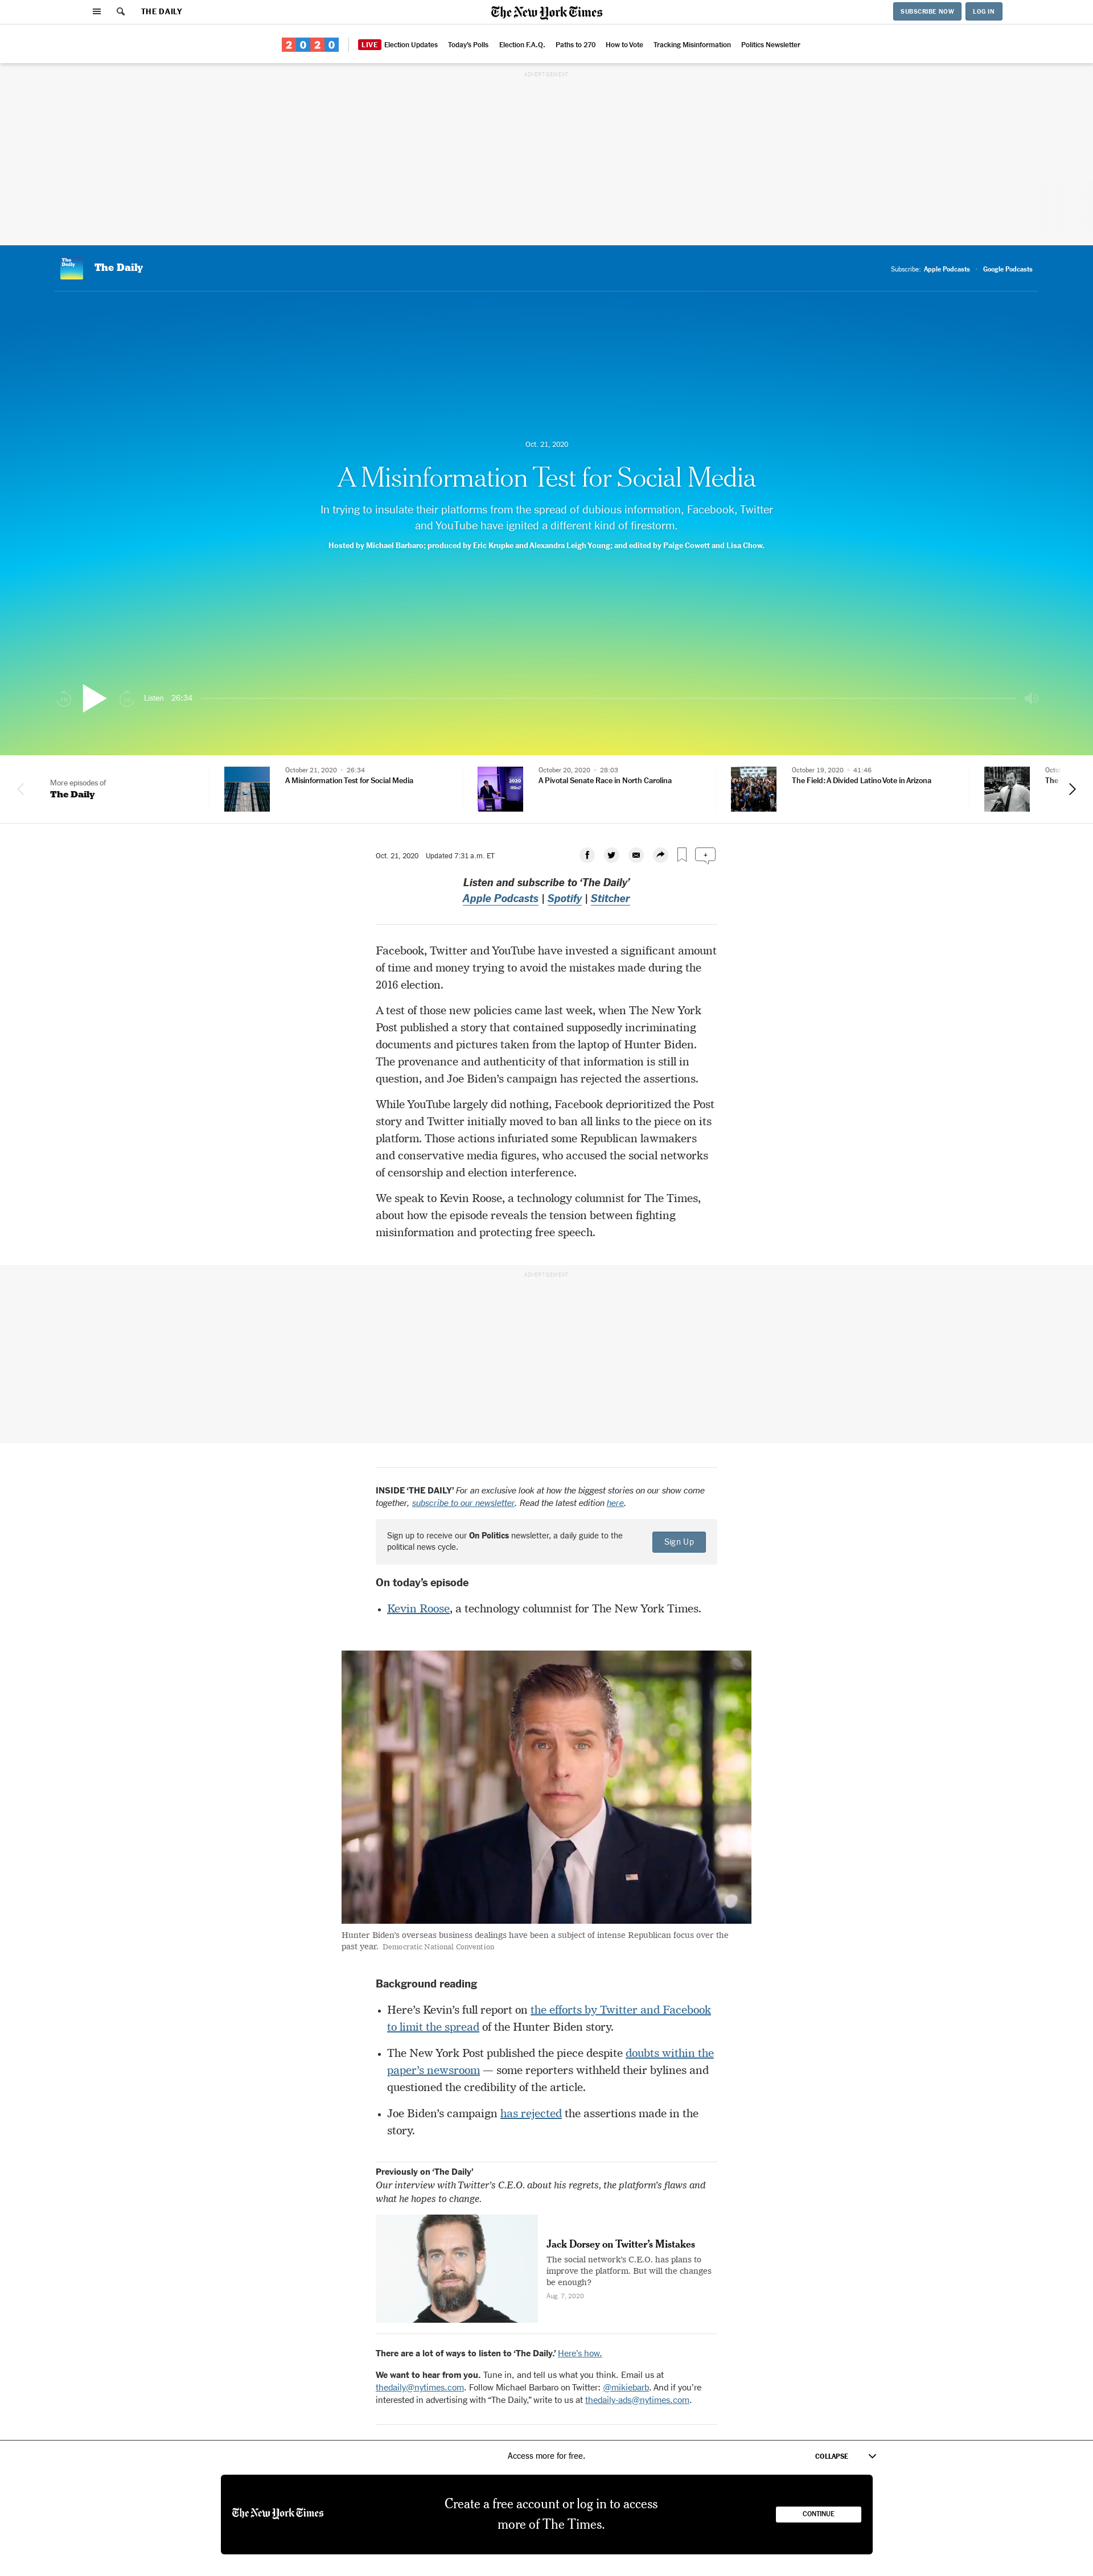 THE DAILY
The New York Times
SUBSCRIBE NOW
LOG IN
2020
LIVE Election Updates
Today's Polls
Election F.A.Q.
Paths to 270
How to Vote
Tracking Misinformation
Politics Newsletter
ADVERTISEMENT
The Daily
The Daily
Subscribe: Apple Podcasts · Google Podcasts
Oct. 21, 2020
A Misinformation Test for Social Media
In trying to insulate their platforms from the spread of dubious information, Facebook, Twitter
and YouTube have ignited a different kind of firestorm.
Hosted by Michael Barbaro; produced by Eric Krupke and Alexandra Leigh Young; and edited by Paige Cowett and Lisa Chow.
Listen 26:34
More episodes of
The Daily
October 21, 2020 · 26:34
A Misinformation Test for Social Media
October 20, 2020 · 28:03
A Pivotal Senate Race in North Carolina
October 19, 2020 · 41:46
The Field: A Divided Latino Vote in Arizona
The
Oct. 21, 2020 Updated 7:31 a.m. ET
Listen and subscribe to ‘The Daily’
Apple Podcasts | Spotify | Stitcher
Facebook, Twitter and YouTube have invested a significant amount
of time and money trying to avoid the mistakes made during the
2016 election.
A test of those new policies came last week, when The New York
Post published a story that contained supposedly incriminating
documents and pictures taken from the laptop of Hunter Biden.
The provenance and authenticity of that information is still in
question, and Joe Biden’s campaign has rejected the assertions.
While YouTube largely did nothing, Facebook deprioritized the Post
story and Twitter initially moved to ban all links to the piece on its
platform. Those actions infuriated some Republican lawmakers
and conservative media figures, who accused the social networks
of censorship and election interference.
We speak to Kevin Roose, a technology columnist for The Times,
about how the episode reveals the tension between fighting
misinformation and protecting free speech.
ADVERTISEMENT
INSIDE ‘THE DAILY’ For an exclusive look at how the biggest stories on our show come
together, subscribe to our newsletter. Read the latest edition here.
Sign up to receive our On Politics newsletter, a daily guide to the
political news cycle.
Sign Up
On today’s episode
• Kevin Roose, a technology columnist for The New York Times.
Hunter Biden’s overseas business dealings have been a subject of intense Republican focus over the
past year. Democratic National Convention
Background reading
• Here’s Kevin’s full report on the efforts by Twitter and Facebook
to limit the spread of the Hunter Biden story.
• The New York Post published the piece despite doubts within the
paper’s newsroom — some reporters withheld their bylines and
questioned the credibility of the article.
• Joe Biden’s campaign has rejected the assertions made in the
story.
Previously on ‘The Daily’
Our interview with Twitter’s C.E.O. about his regrets, the platform’s flaws and
what he hopes to change.
Jack Dorsey on Twitter’s Mistakes
The social network’s C.E.O. has plans to
improve the platform. But will the changes
be enough?
Aug. 7, 2020
There are a lot of ways to listen to ‘The Daily.’ Here’s how.
We want to hear from you. Tune in, and tell us what you think. Email us at
thedaily@nytimes.com. Follow Michael Barbaro on Twitter: @mikiebarb. And if you’re
interested in advertising with “The Daily,” write to us at thedaily-ads@nytimes.com.
Access more for free.
COLLAPSE
The New York Times
Create a free account or log in to access
more of The Times.
CONTINUE